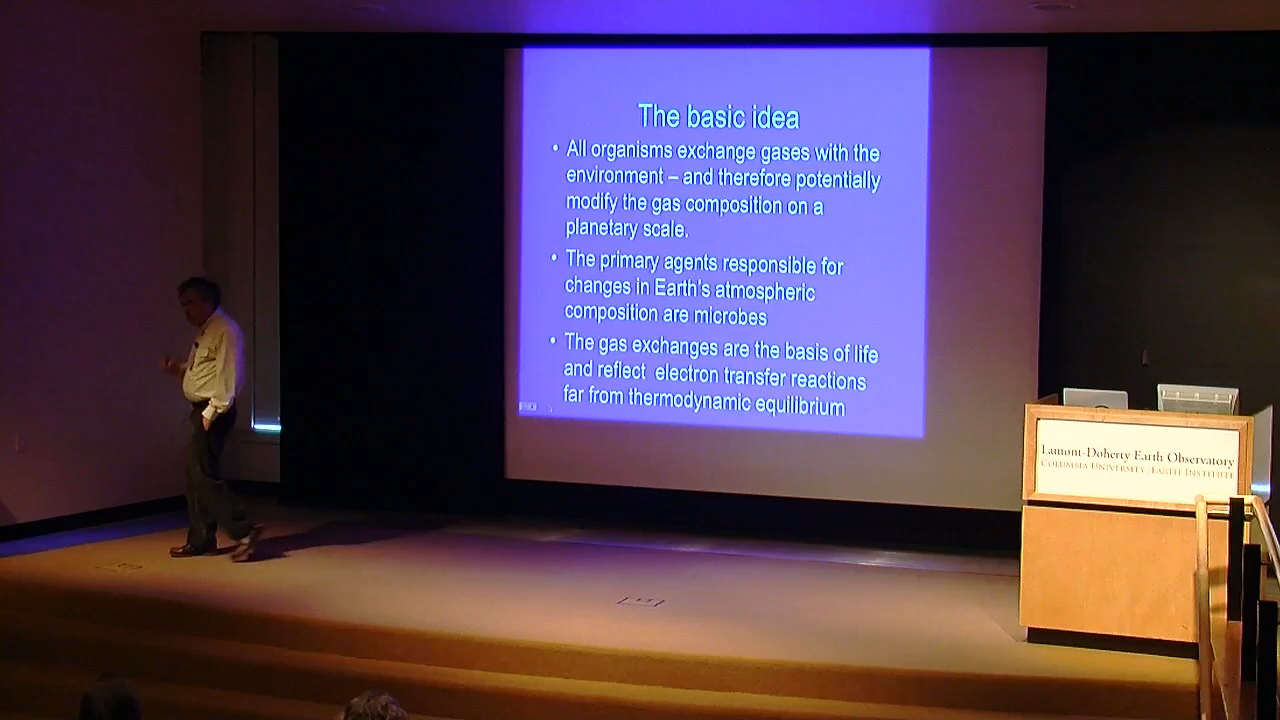 The basic idea
• All organisms exchange gases with the
environment – and therefore potentially
modify the gas composition on a
planetary scale.
• The primary agents responsible for
changes in Earth's atmospheric
composition are microbes
• The gas exchanges are the basis of life
and reflect electron transfer reactions
far from thermodynamic equilibrium
Lamont-Doherty Earth Observatory
Columbia University | Earth Institute